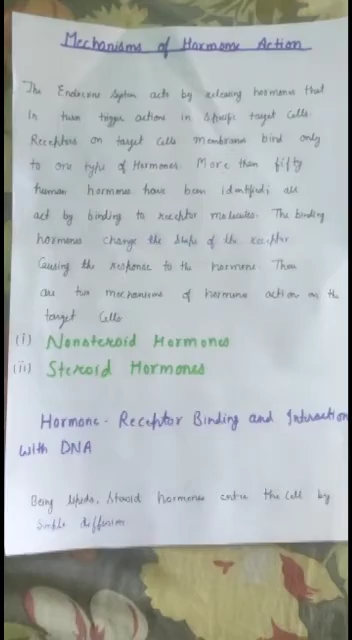 Mechanisms of Hormone Action
The Endocrine System acts by releasing hormones that
In turn trigger actions in Specific target Cells.
Receptors on target Cells membranes bind only
to one type of Hormones. More than fifty
human hormones have been identified; all
act by binding to receptor molecules. The binding
hormones change the shape of the receptor
Causing the response to the hormone. There
are two mechanisms of hormone action on the
target Cells.
(i) Nonsteroid Hormones
(ii) Steroid Hormones
Hormone - Receptor Binding and Interaction
with DNA
Being lipids, Steroid hormones enter the Cell by
Simple diffusion